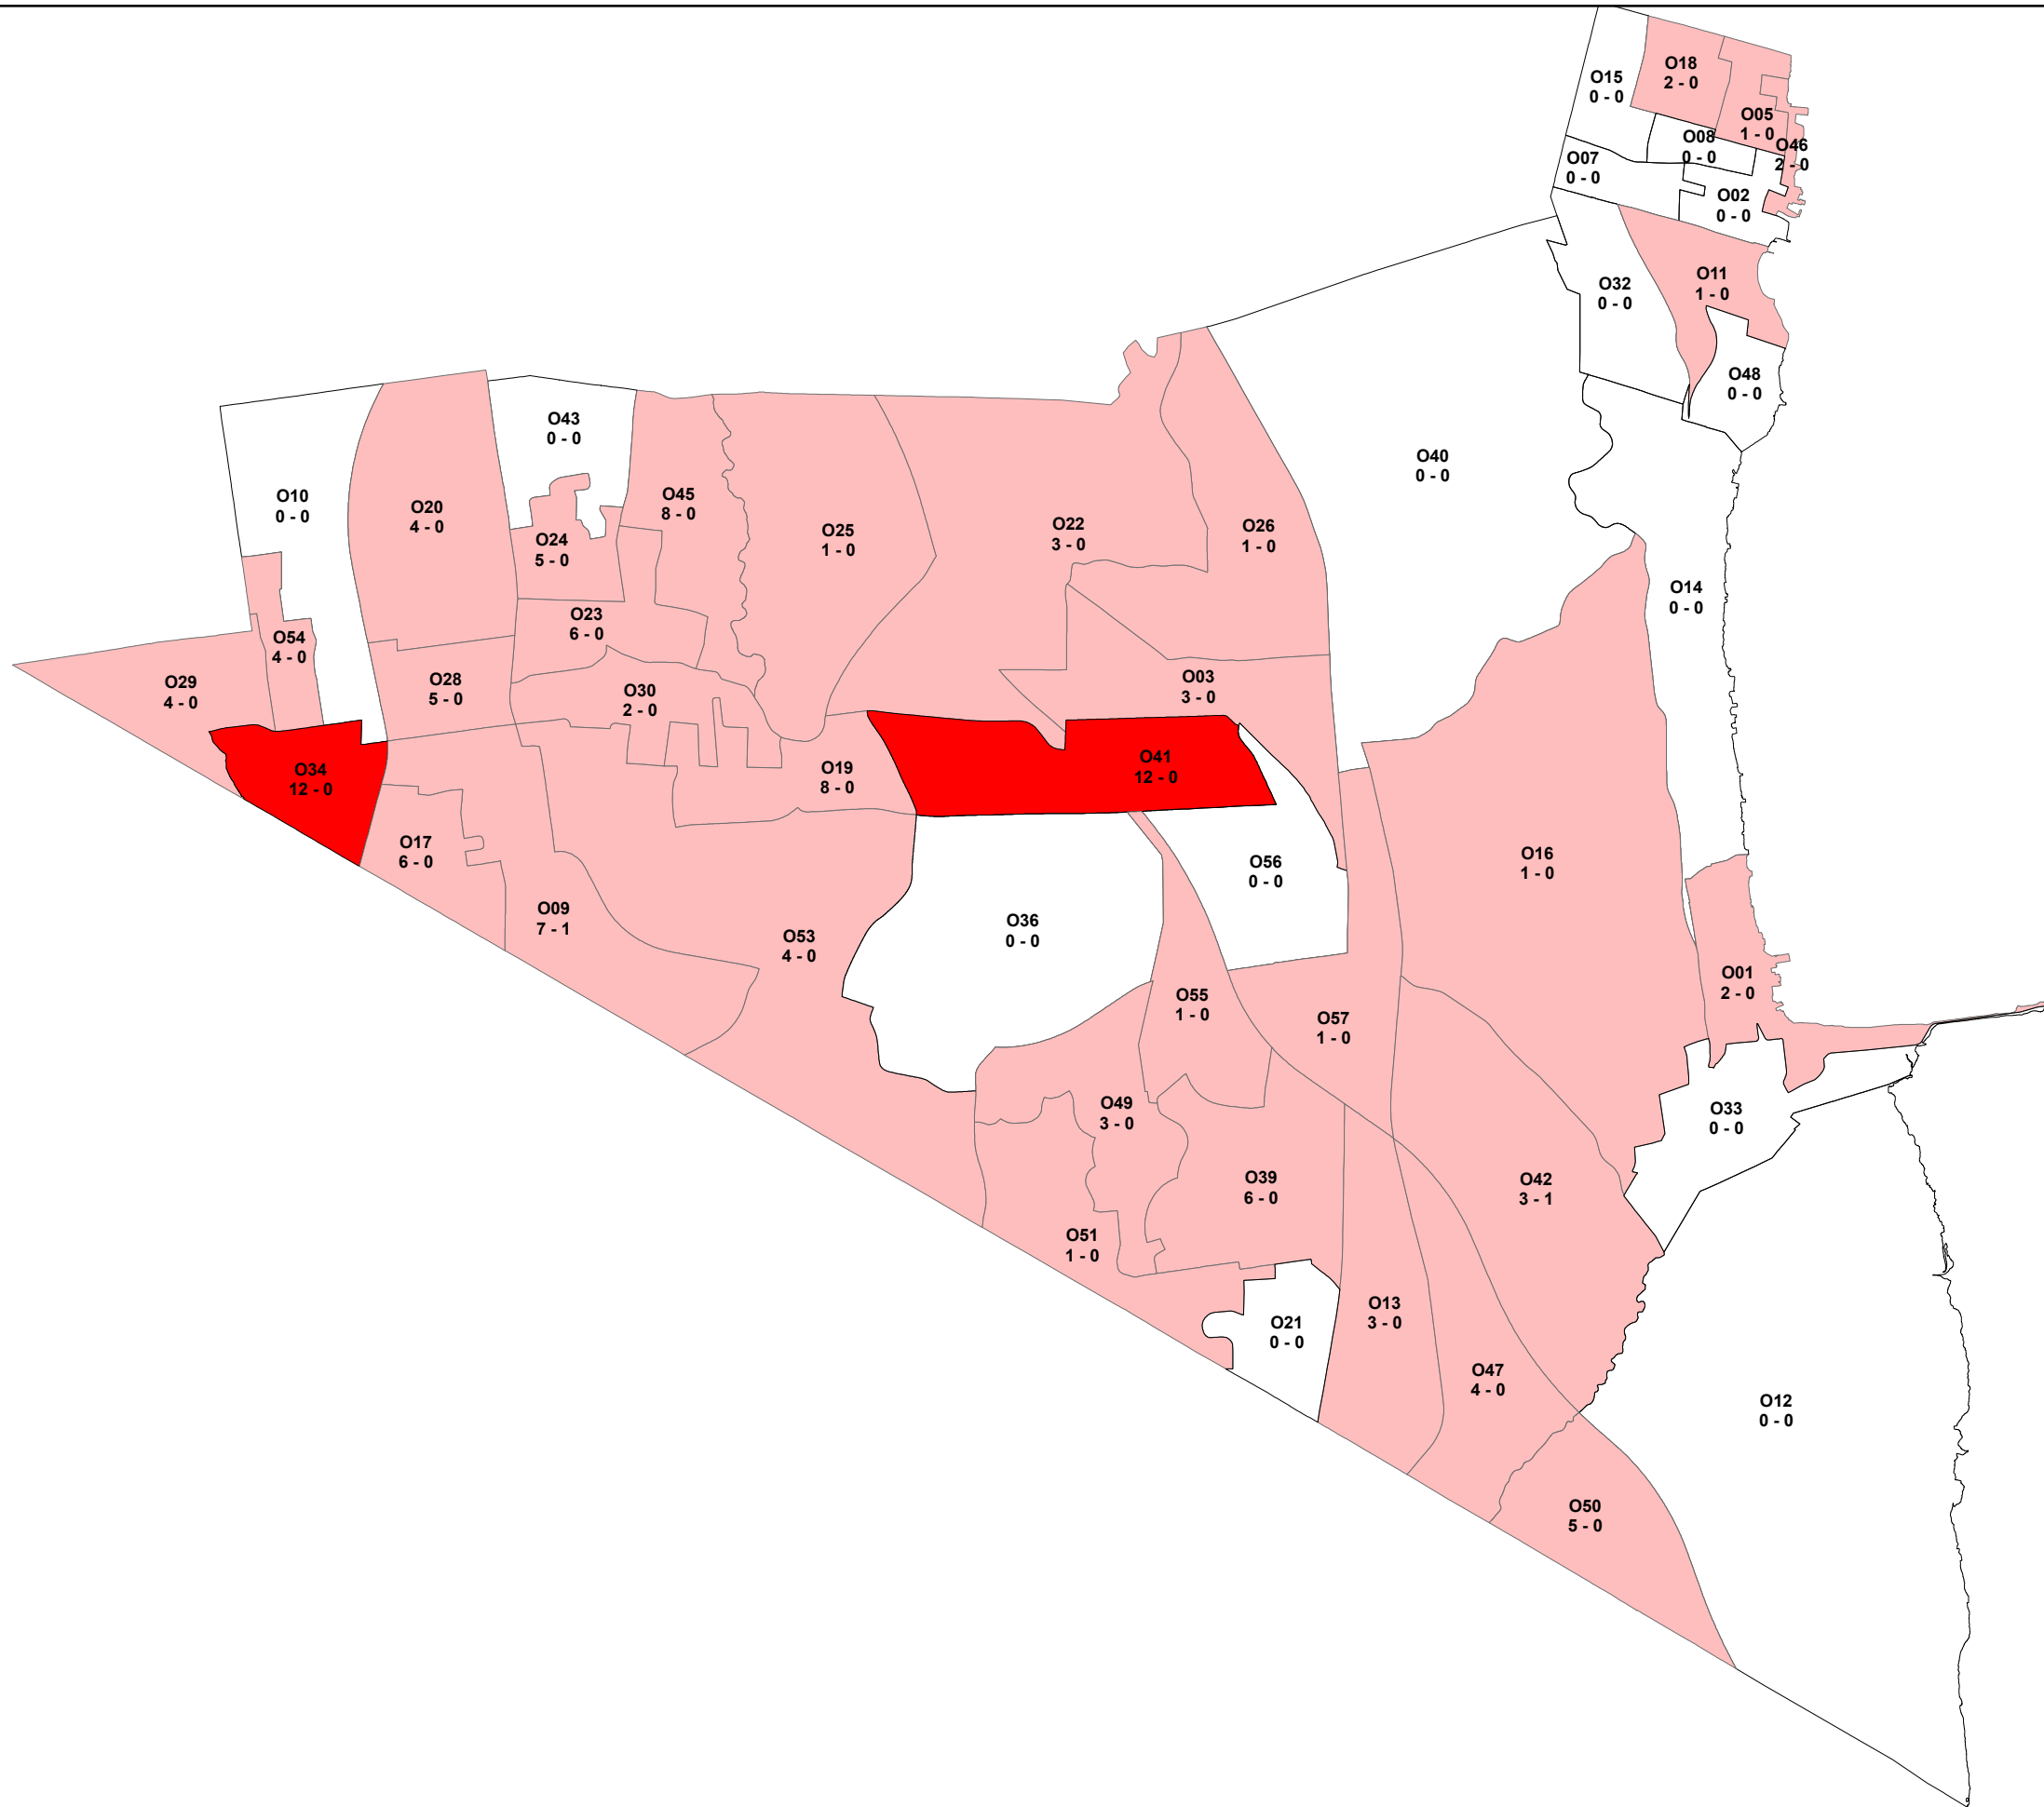 O15
0 - 0
O18
2 - 0
O05
1 - 0
O08
0 - 0
O46
2 - 0
O07
0 - 0
O02
0 - 0
O32
0 - 0
O11
1 - 0
O48
0 - 0
O43
0 - 0
O40
0 - 0
O10
0 - 0
O20
4 - 0
O45
8 - 0
O24
5 - 0
O25
1 - 0
O22
3 - 0
O26
1 - 0
O14
0 - 0
O23
6 - 0
O54
4 - 0
O29
4 - 0
O28
5 - 0
O30
2 - 0
O03
3 - 0
O34
12 - 0
O19
8 - 0
O41
12 - 0
O17
6 - 0
O56
0 - 0
O16
1 - 0
O09
7 - 1
O53
4 - 0
O36
0 - 0
O55
1 - 0
O57
1 - 0
O01
2 - 0
O49
3 - 0
O33
0 - 0
O39
6 - 0
O42
3 - 1
O51
1 - 0
O21
0 - 0
O13
3 - 0
O47
4 - 0
O12
0 - 0
O50
5 - 0